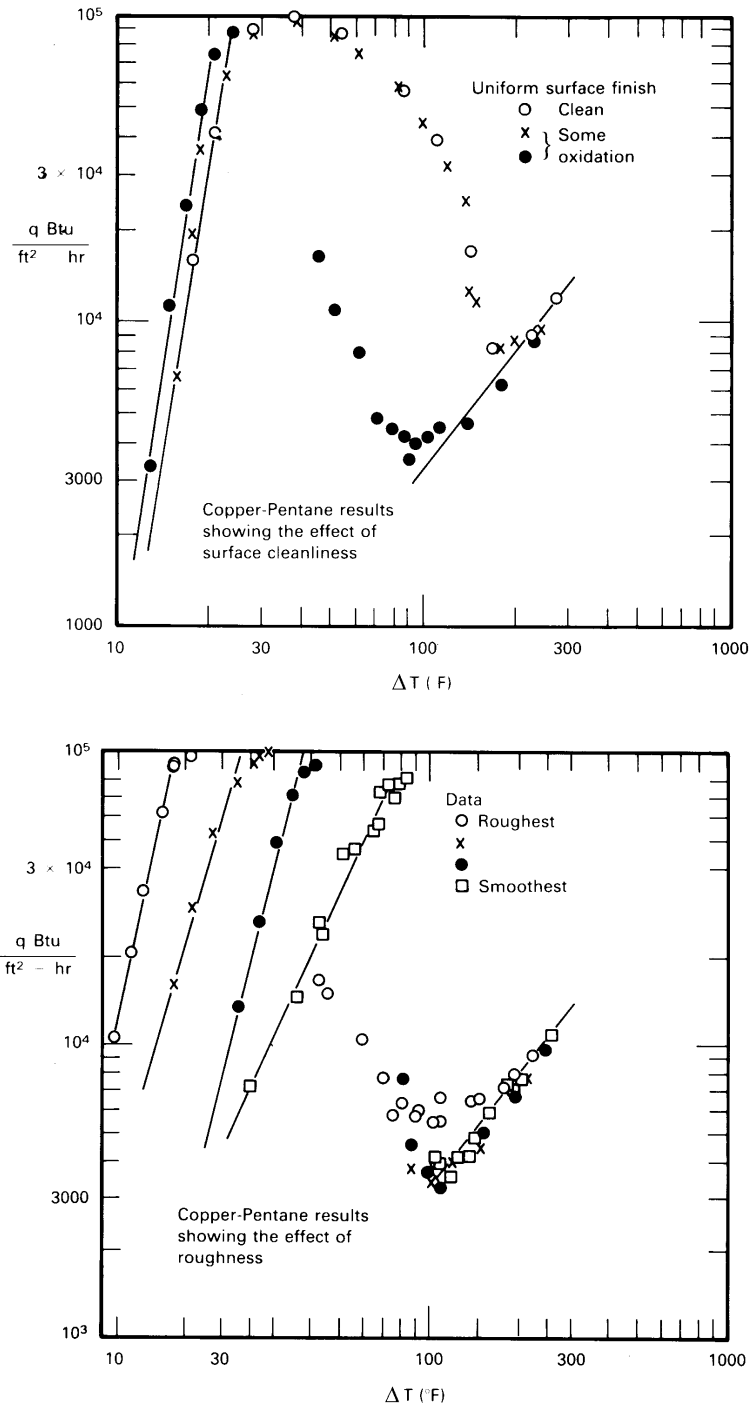 10⁵
Uniform surface finish
Clean
Some
oxidation
3 × 10⁴
q Btu
ft² hr
10⁴
3000
Copper-Pentane results
showing the effect of
surface cleanliness
1000
10 30 100 300 1000
ΔT (F)
10⁵
Data
Roughest
Smoothest
3 × 10⁴
q Btu
ft² - hr
10⁴
3000
Copper-Pentane results
showing the effect of
roughness
10³
10 30 100 300 1000
ΔT (°F)